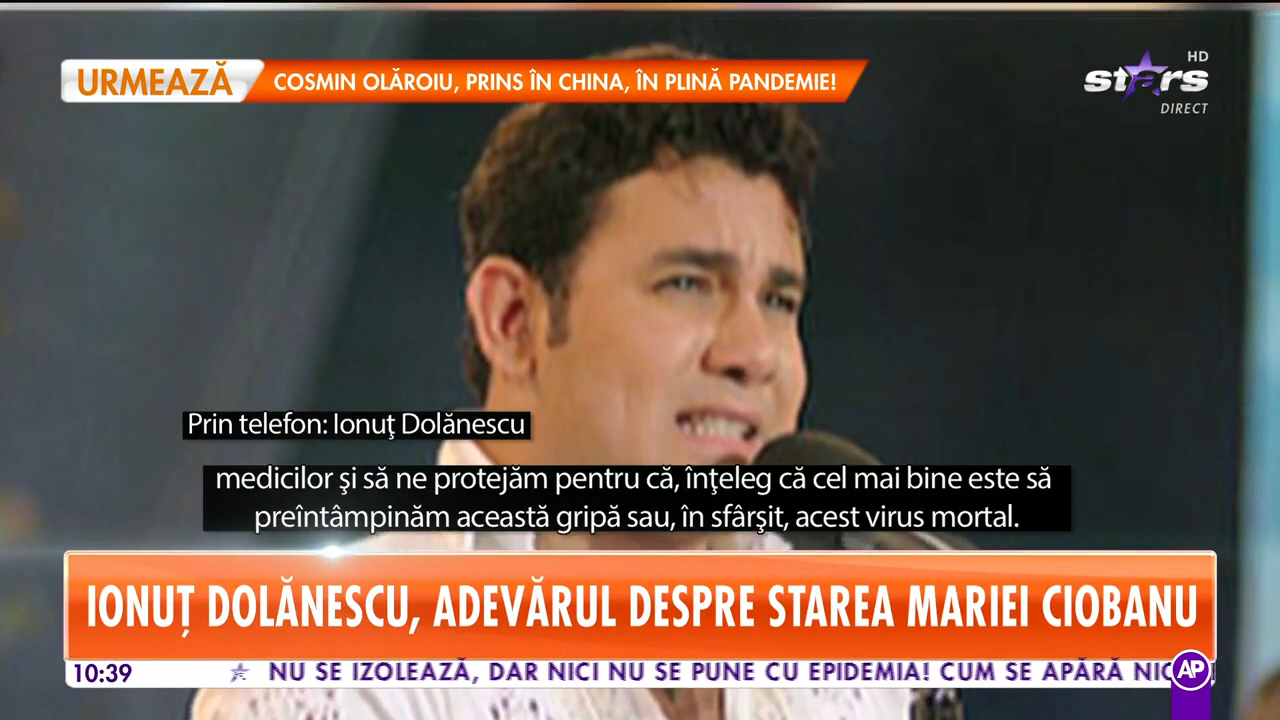 URMEAZĂ
COSMIN OLĂROIU, PRINS ÎN CHINA, ÎN PLINĂ PANDEMIE!
HD
stars
DIRECT
Prin telefon: Ionuţ Dolănescu
medicilor şi să ne protejăm pentru că, înţeleg că cel mai bine este să
preîntâmpinăm această gripă sau, în sfârşit, acest virus mortal.
IONUȚ DOLĂNESCU, ADEVĂRUL DESPRE STAREA MARIEI CIOBANU
10:39
NU SE IZOLEAZĂ, DAR NICI NU SE PUNE CU EPIDEMIA! CUM SE APĂRĂ
AP